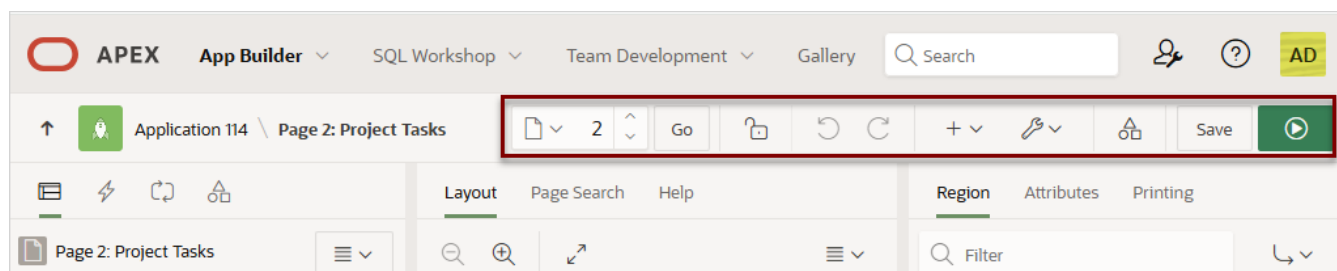 APEX App Builder SQL Workshop Team Development Gallery Search AD
Application 114 \ Page 2: Project Tasks 2 Go Save
Layout Page Search Help Region Attributes Printing
Page 2: Project Tasks Filter